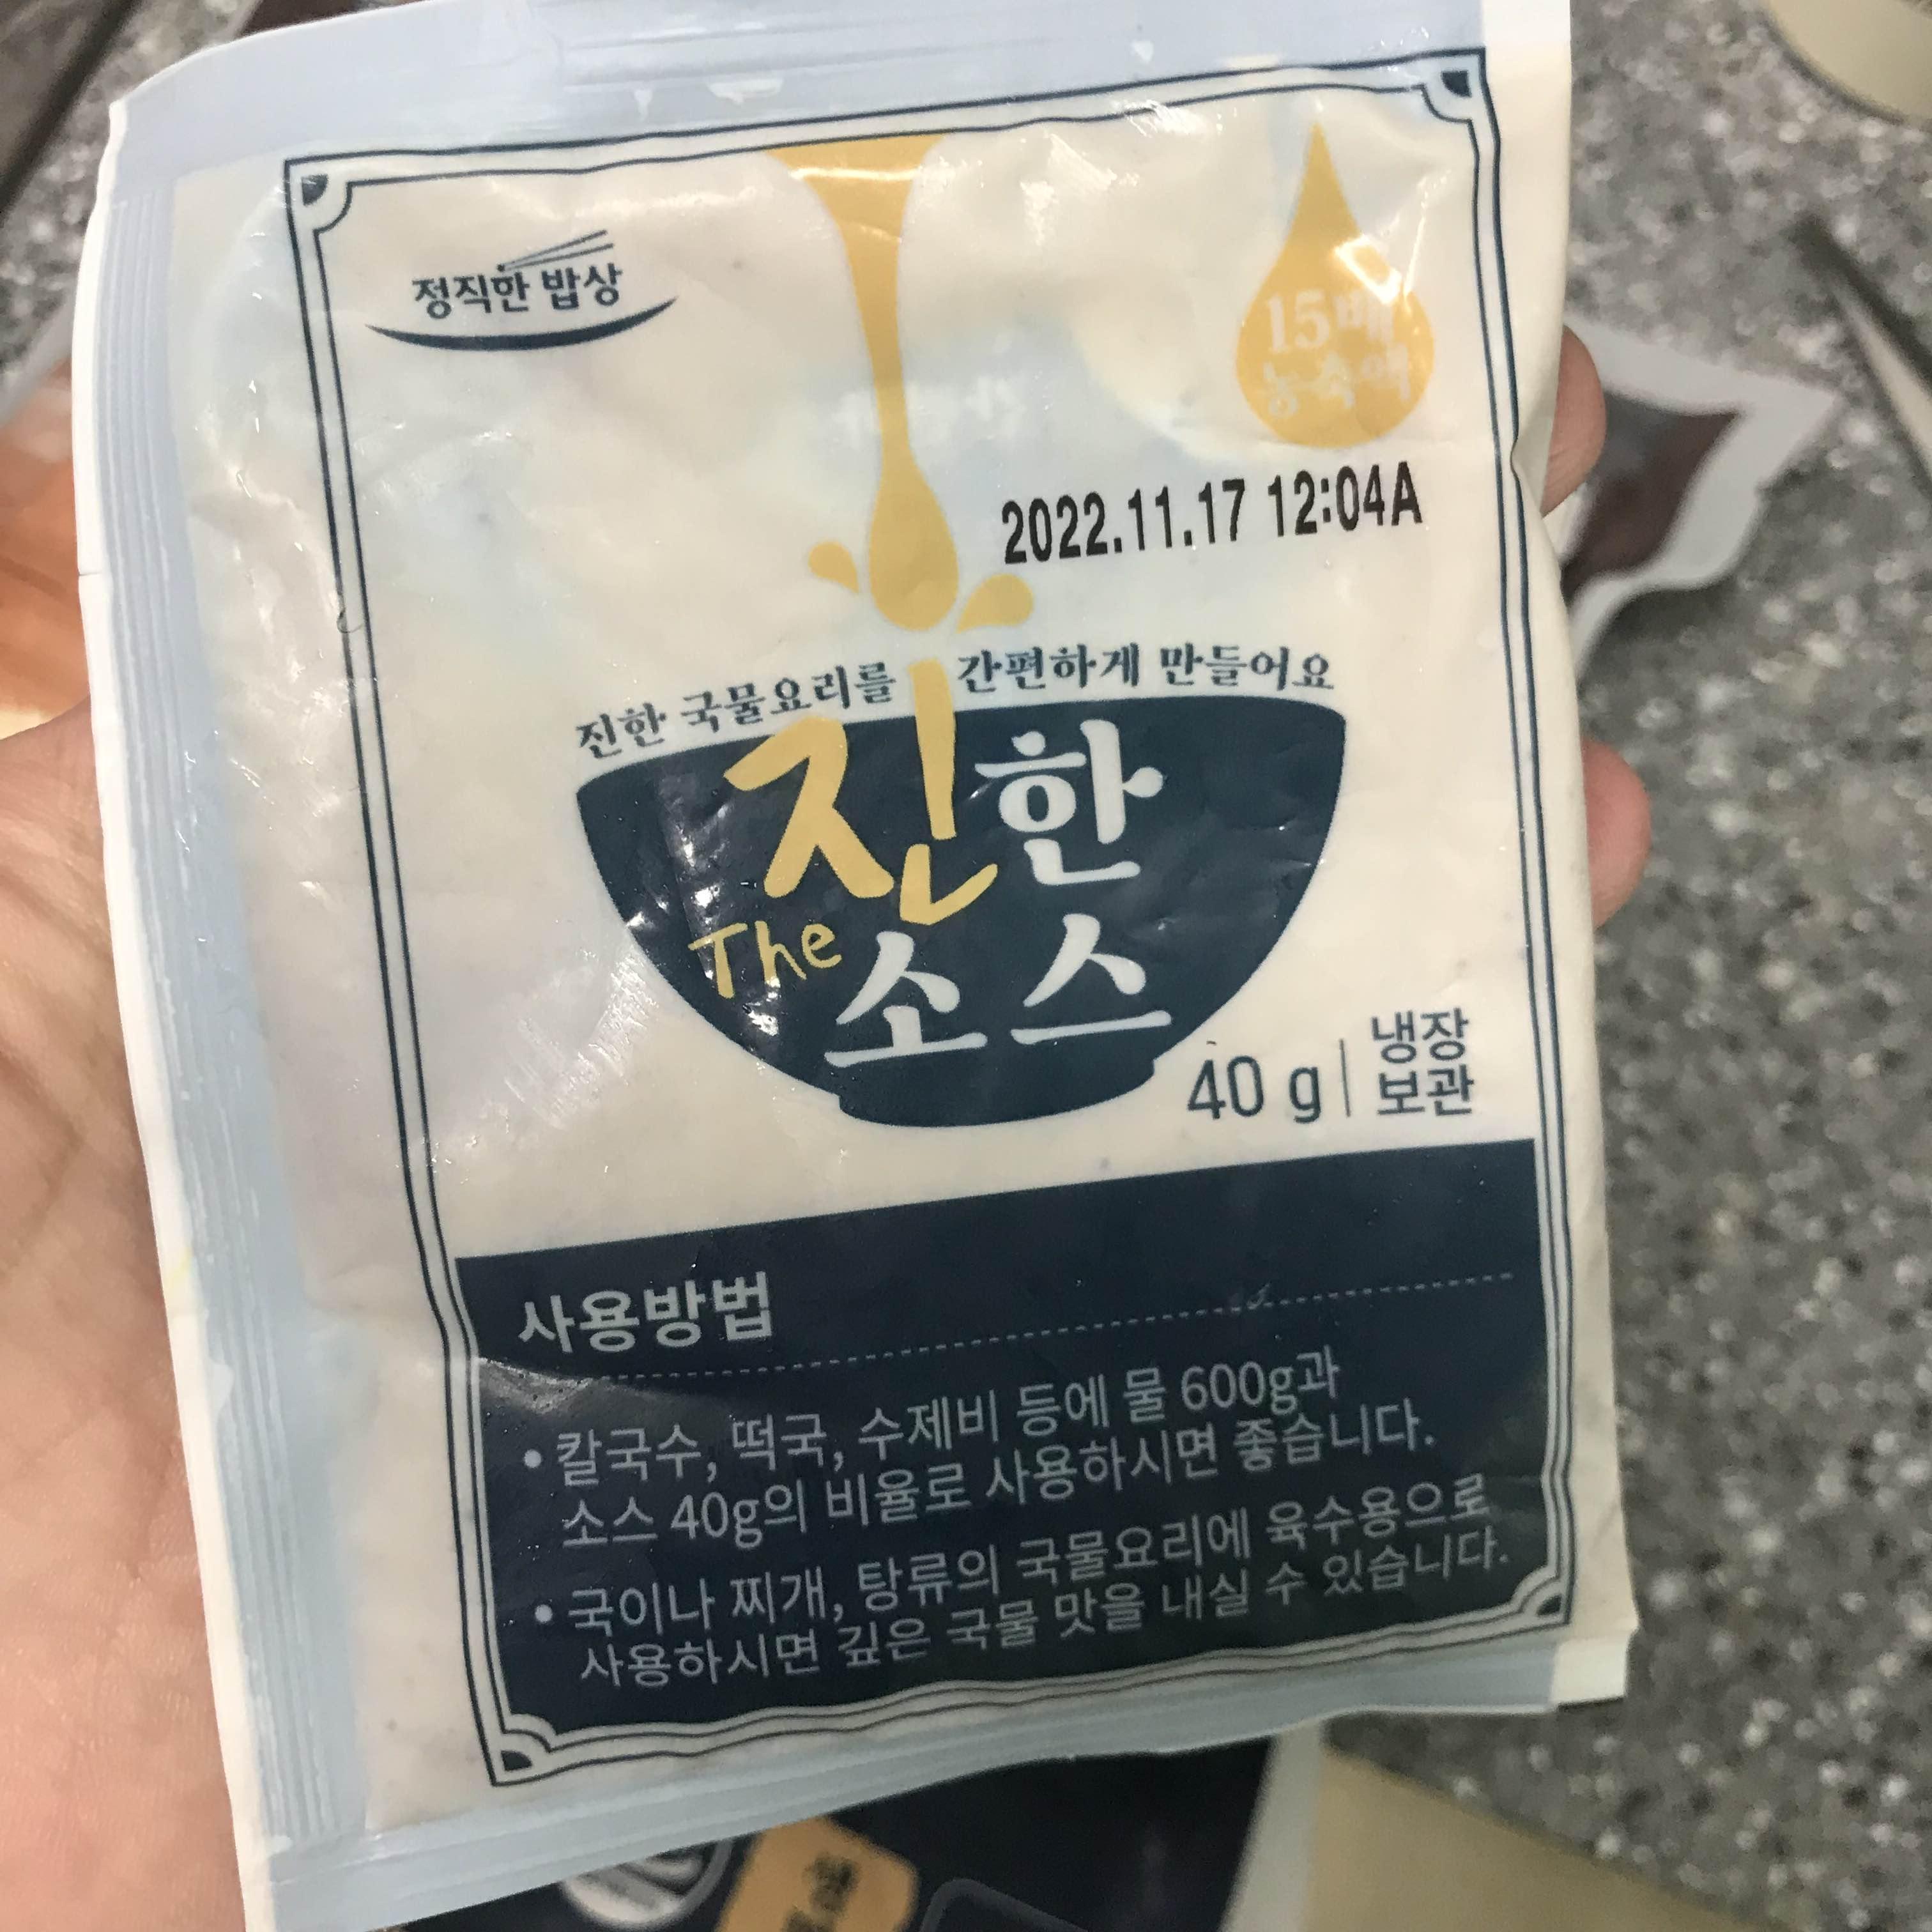 정직한 밥상
15배
농축액
2022.11.17 12:04A
진한 국물요리를 간편하게 만들어요
진한
The 소스
40 g 냉장
보관
사용방법
• 칼국수, 떡국, 수제비 등에 물 600g과
소스 40g의 비율로 사용하시면 좋습니다.
• 국이나 찌개, 탕류의 국물요리에 육수용으로
사용하시면 깊은 국물 맛을 내실 수 있습니다.